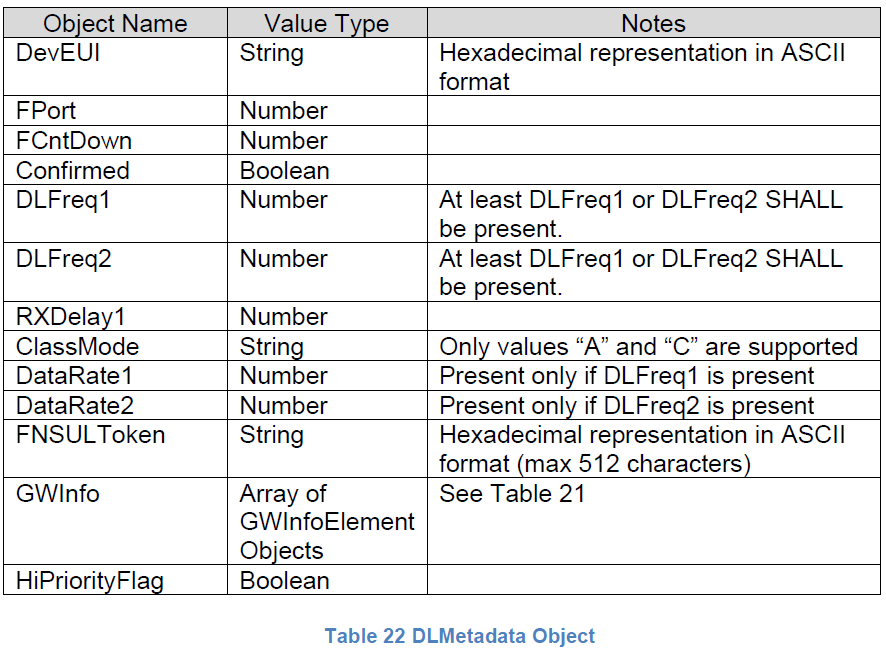 Object Name Value Type Notes
DevEUI String Hexadecimal representation in ASCII
format
FPort Number
FCntDown Number
Confirmed Boolean
DLFreq1 Number At least DLFreq1 or DLFreq2 SHALL
be present.
DLFreq2 Number At least DLFreq1 or DLFreq2 SHALL
be present.
RXDelay1 Number
ClassMode String Only values “A” and “C” are supported
DataRate1 Number Present only if DLFreq1 is present
DataRate2 Number Present only if DLFreq2 is present
FNSULToken String Hexadecimal representation in ASCII
format (max 512 characters)
GWInfo Array of See Table 21
GWInfoElement
Objects
HiPriorityFlag Boolean
Table 22 DLMetadata Object